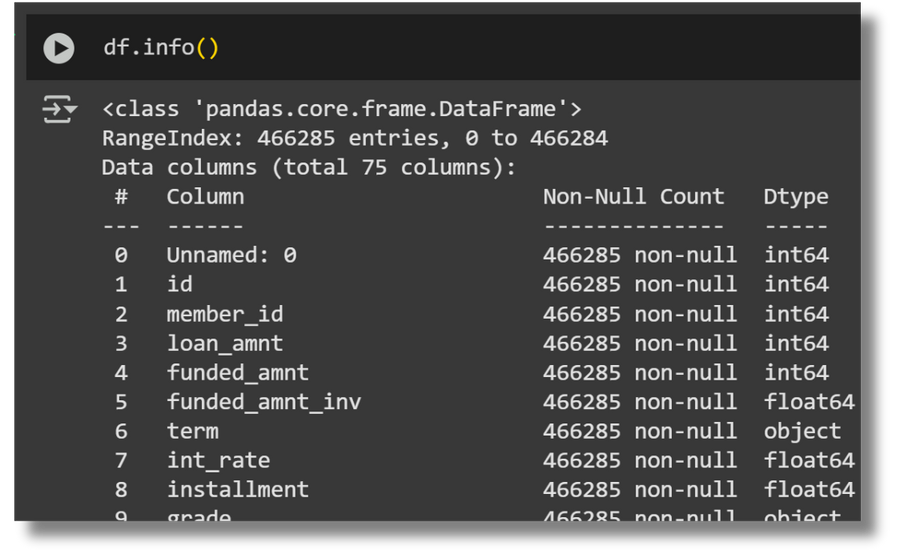 df.info()
<class 'pandas.core.frame.DataFrame'>
RangeIndex: 466285 entries, 0 to 466284
Data columns (total 75 columns):
# Column Non-Null Count Dtype
--- ------ -------------- -----
0 Unnamed: 0 466285 non-null int64
1 id 466285 non-null int64
2 member_id 466285 non-null int64
3 loan_amnt 466285 non-null int64
4 funded_amnt 466285 non-null int64
5 funded_amnt_inv 466285 non-null float64
6 term 466285 non-null object
7 int_rate 466285 non-null float64
8 installment 466285 non-null float64
9 grade 466285 non-null object